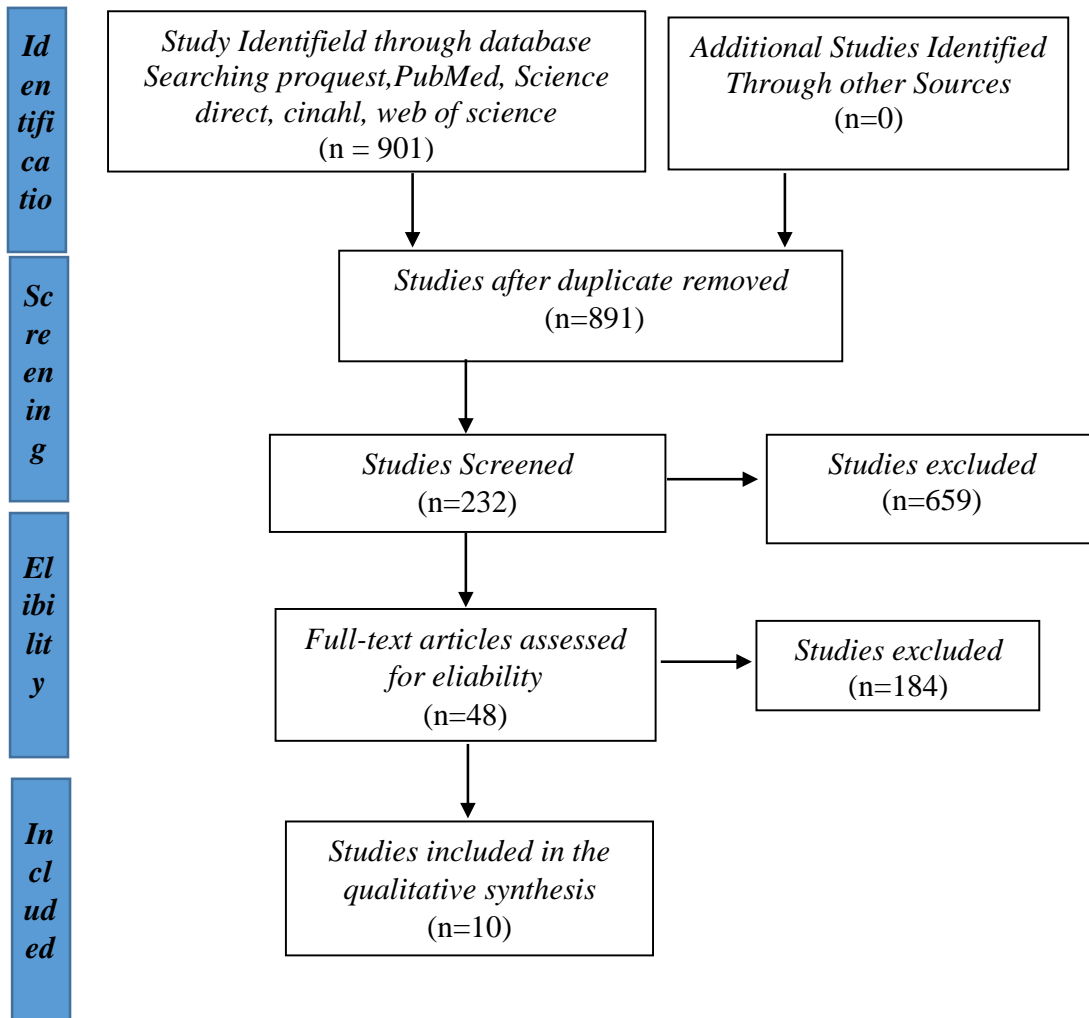 Id
en
tifi
ca
tio
Study Identifield through database
Searching proquest,PubMed, Science
direct, cinahl, web of science
(n = 901)
Additional Studies Identified
Through other Sources
(n=0)
Sc
re
en
in
g
Studies after duplicate removed
(n=891)
Studies Screened
(n=232)
Studies excluded
(n=659)
El
ibi
lit
y
Full-text articles assessed
for eliability
(n=48)
Studies excluded
(n=184)
In
cl
ud
ed
Studies included in the
qualitative synthesis
(n=10)